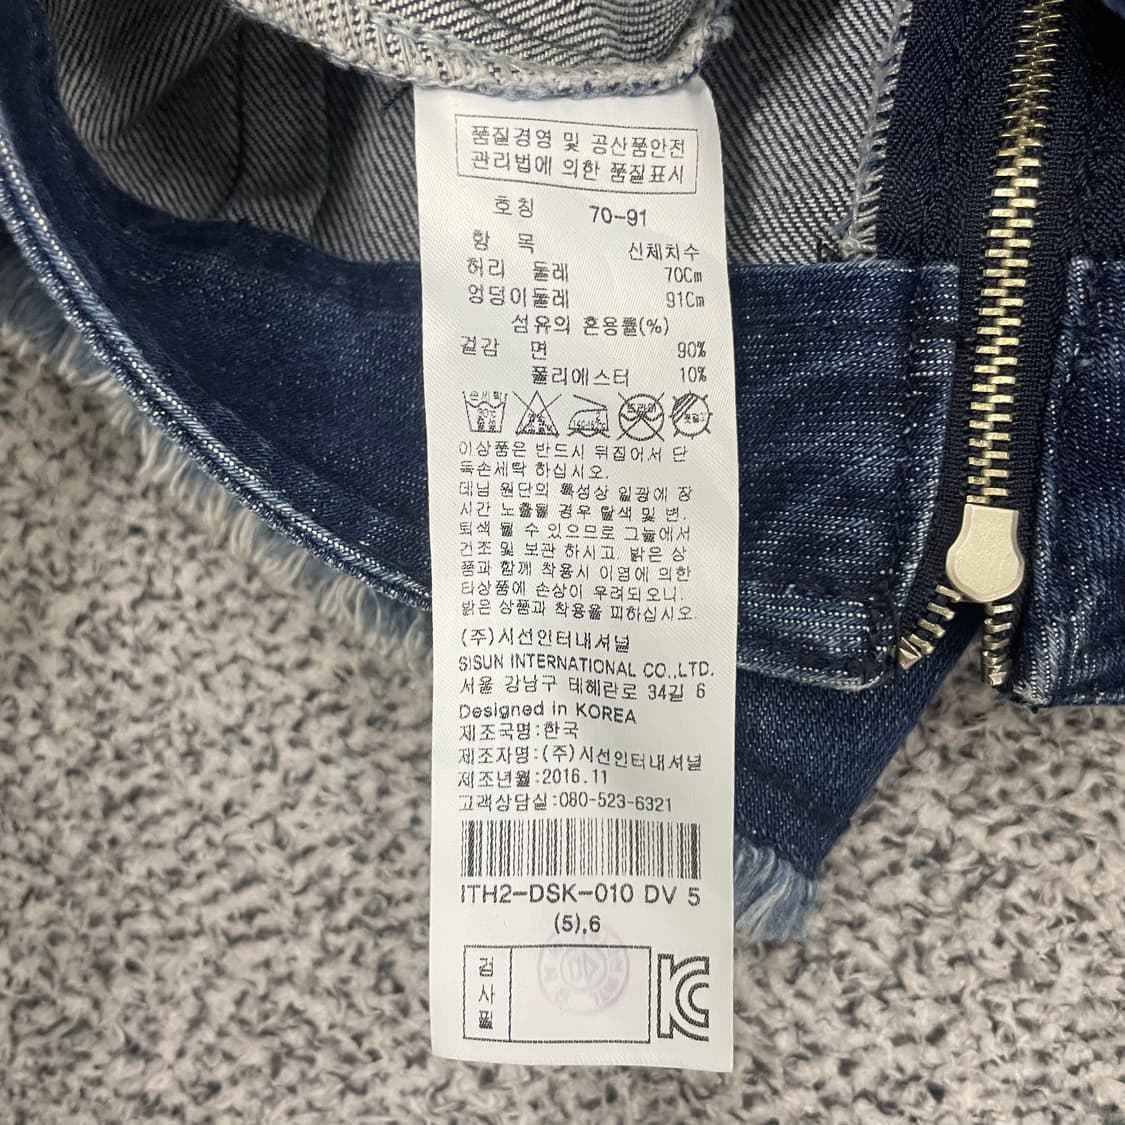 품질경영 및 공산품안전
관리법에 의한 품질표시
호칭 70-91
항 목 신체치수
허리 둘레 70Cm
엉덩이둘레 91Cm
섬유의 혼용률(%)
겉감 면 90%
폴리에스터 10%
손세탁
30℃
중성
드라이
이상품은 반드시 뒤집어서 단
독손세탁 하십시오.
데님 원단의 특성상 일광에 장
시간 노출될 경우 탈색 및 변.
퇴색 될 수 있으므로 그늘에서
건조 및 보관 하시고. 밝은 상
품과 함께 착용시 이염에 의한
타상품에 손상이 우려되오니.
밝은 상품과 착용을 피하십시오.
(주)시선인터내셔널
SISUN INTERNATIONAL CO.,LTD.
서울 강남구 테헤란로 34길 6
Designed in KOREA
제조국명:한국
제조자명:(주)시선인터내셔널
제조년월:2016.11
고객상담실:080-523-6321
ITH2-DSK-010 DV 5
(5),6
검
사
필
KC